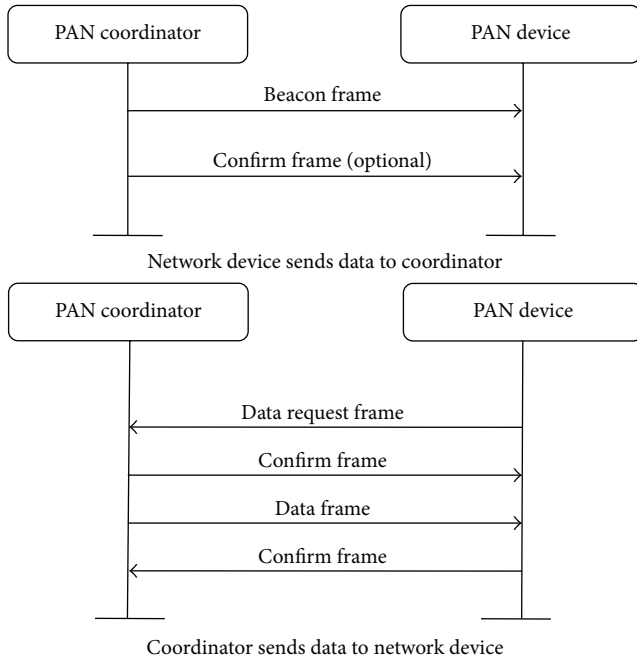 PAN coordinator
PAN device
Beacon frame
Confirm frame (optional)
Network device sends data to coordinator
PAN coordinator
PAN device
Data request frame
Confirm frame
Data frame
Confirm frame
Coordinator sends data to network device